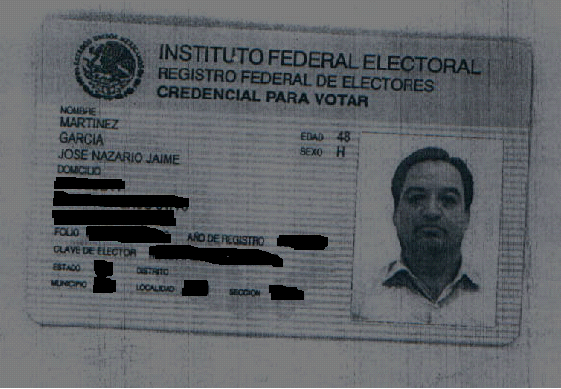 INSTITUTO FEDERAL ELECTORAL
REGISTRO FEDERAL DE ELECTORES
CREDENCIAL PARA VOTAR
NOMBRE
MARTINEZ
GARCIA
JOSE NAZARIO JAIME
EDAD 48
SEXO H
DOMICILIO
FOLIO AÑO DE REGISTRO
CLAVE DE ELECTOR
ESTADO DISTRITO
MUNICIPIO LOCALIDAD SECCION